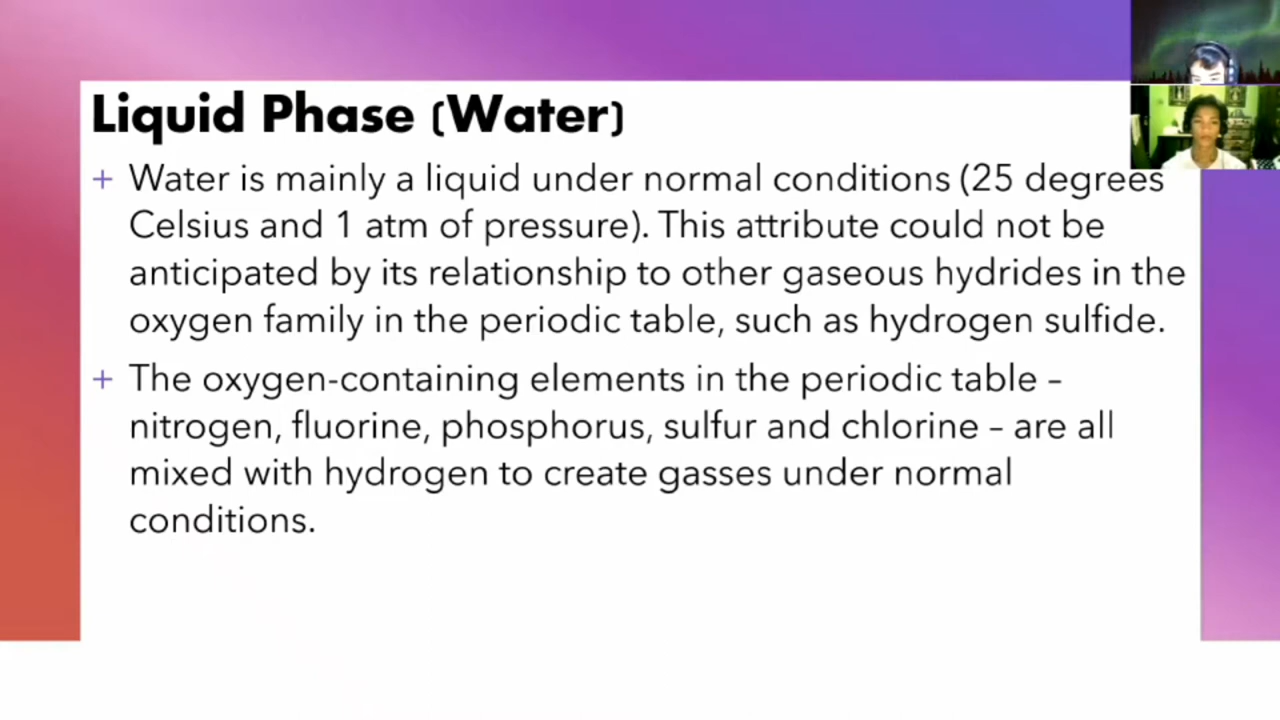 Liquid Phase (Water)
+ Water is mainly a liquid under normal conditions (25 degrees
Celsius and 1 atm of pressure). This attribute could not be
anticipated by its relationship to other gaseous hydrides in the
oxygen family in the periodic table, such as hydrogen sulfide.
+ The oxygen-containing elements in the periodic table –
nitrogen, fluorine, phosphorus, sulfur and chlorine – are all
mixed with hydrogen to create gasses under normal
conditions.